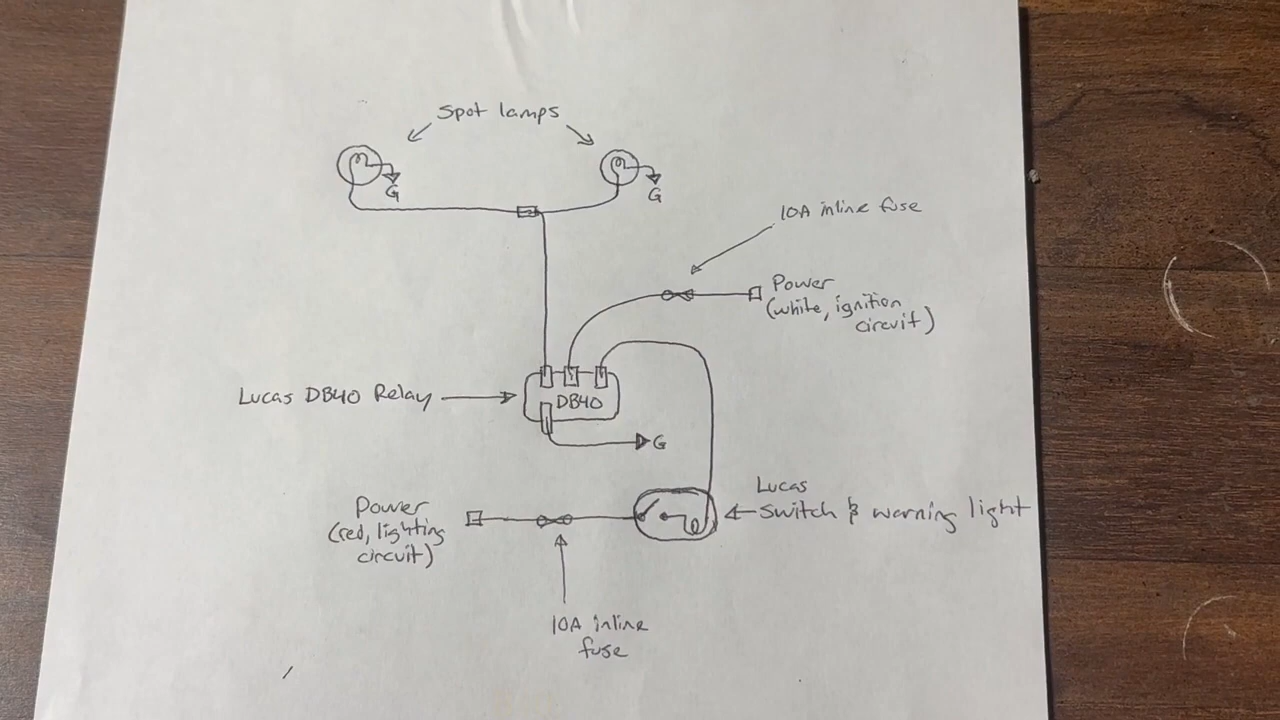 Spot lamps
G
G
10A inline fuse
Power
(white, ignition
circuit)
Lucas DB40 Relay
DB40
G
Lucas
Switch & warning light
Power
(red, lighting
circuit)
10A inline
fuse